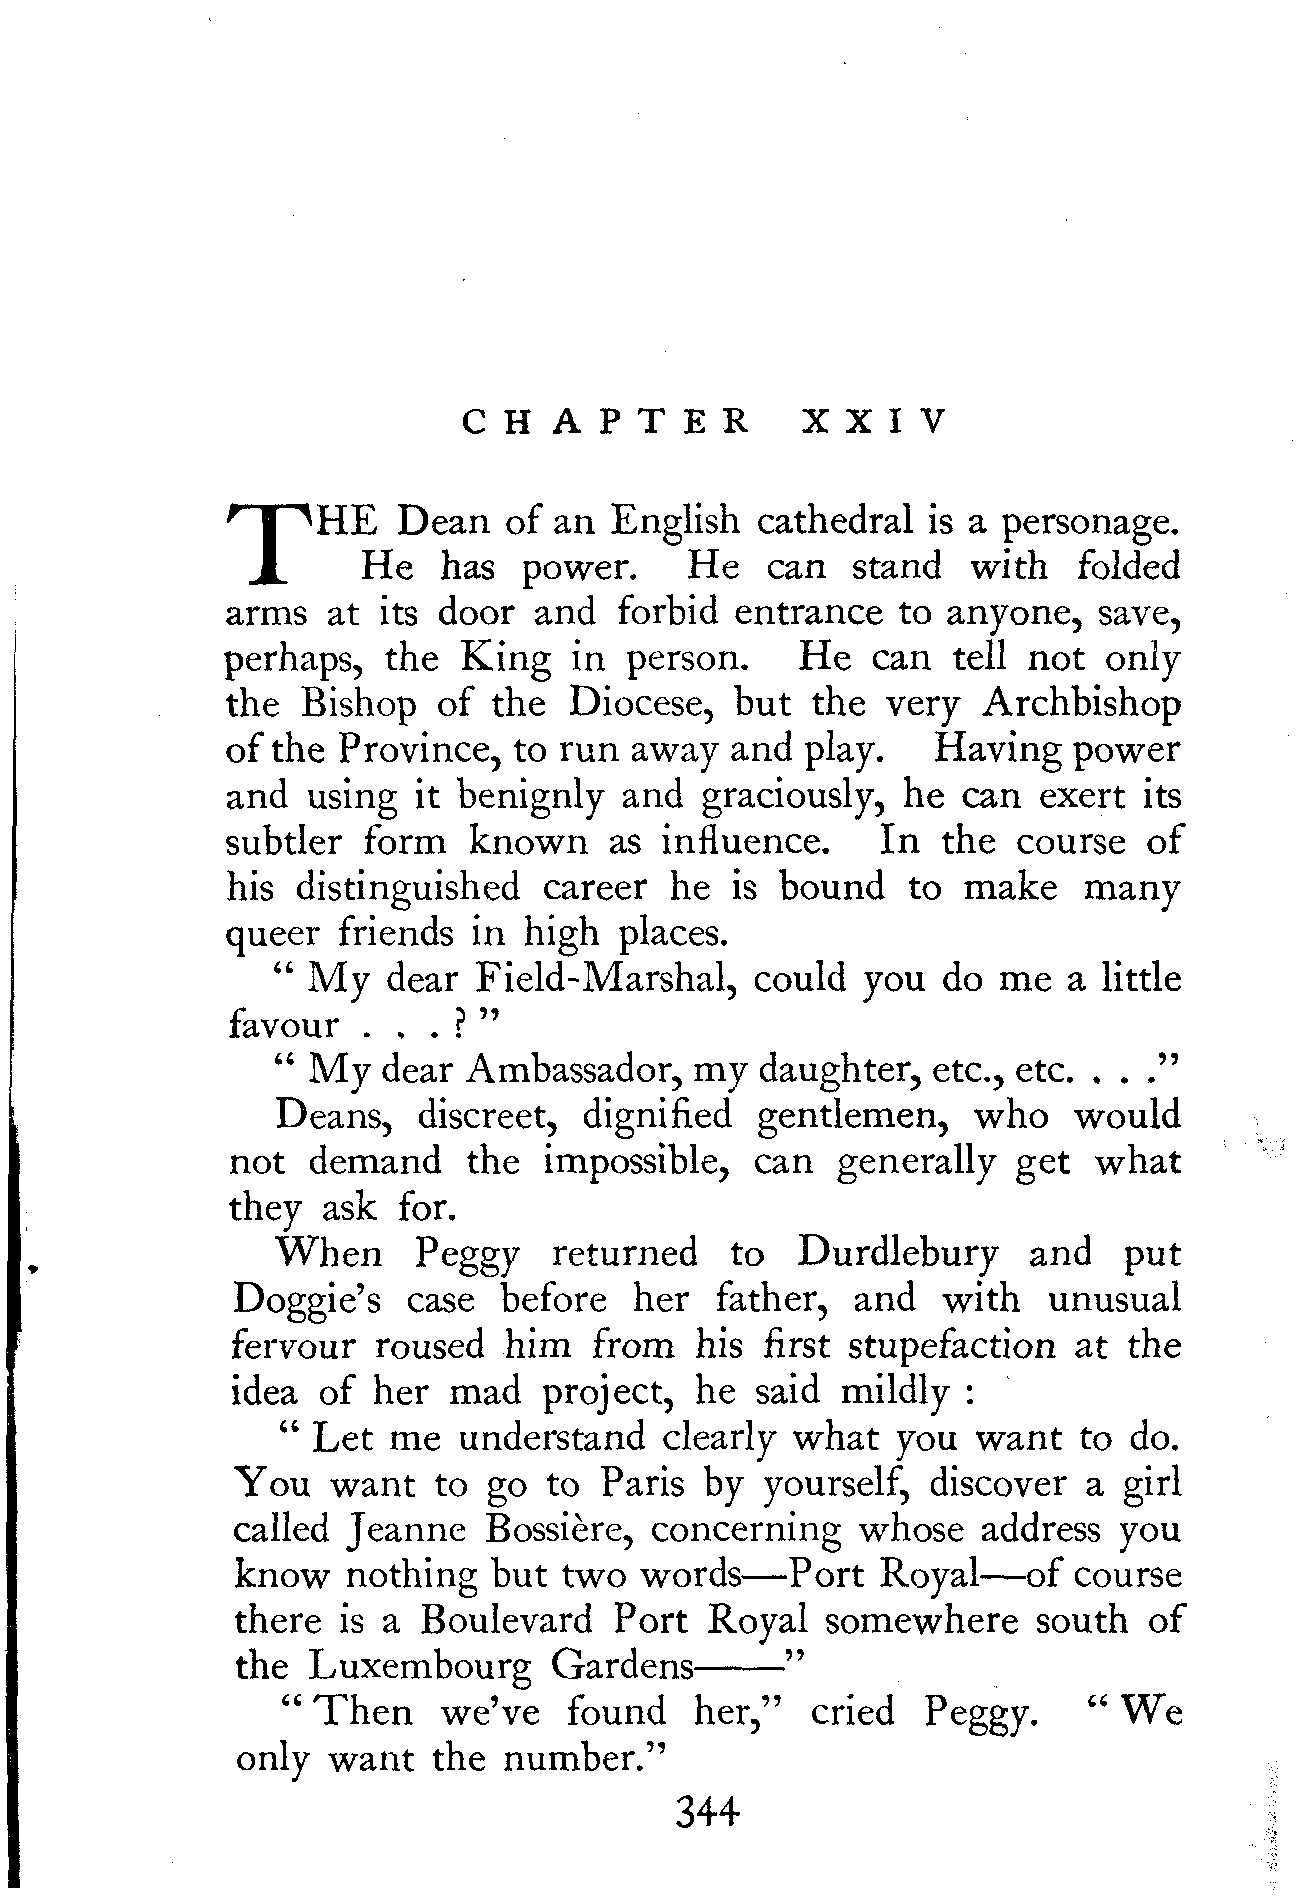 CHAPTER XXIV
THE Dean of an English cathedral is a personage.
He has power. He can stand with folded
arms at its door and forbid entrance to anyone, save,
perhaps, the King in person. He can tell not only
the Bishop of the Diocese, but the very Archbishop
of the Province, to run away and play. Having power
and using it benignly and graciously, he can exert its
subtler form known as influence. In the course of
his distinguished career he is bound to make many
queer friends in high places.
“ My dear Field-Marshal, could you do me a little
favour . . . ? ”
“ My dear Ambassador, my daughter, etc., etc. . . .”
Deans, discreet, dignified gentlemen, who would
not demand the impossible, can generally get what
they ask for.
When Peggy returned to Durdlebury and put
Doggie’s case before her father, and with unusual
fervour roused him from his first stupefaction at the
idea of her mad project, he said mildly :
“ Let me understand clearly what you want to do.
You want to go to Paris by yourself, discover a girl
called Jeanne Bossière, concerning whose address you
know nothing but two words—Port Royal—of course
there is a Boulevard Port Royal somewhere south of
the Luxembourg Gardens——”
“ Then we’ve found her,” cried Peggy. “ We
only want the number.”
344